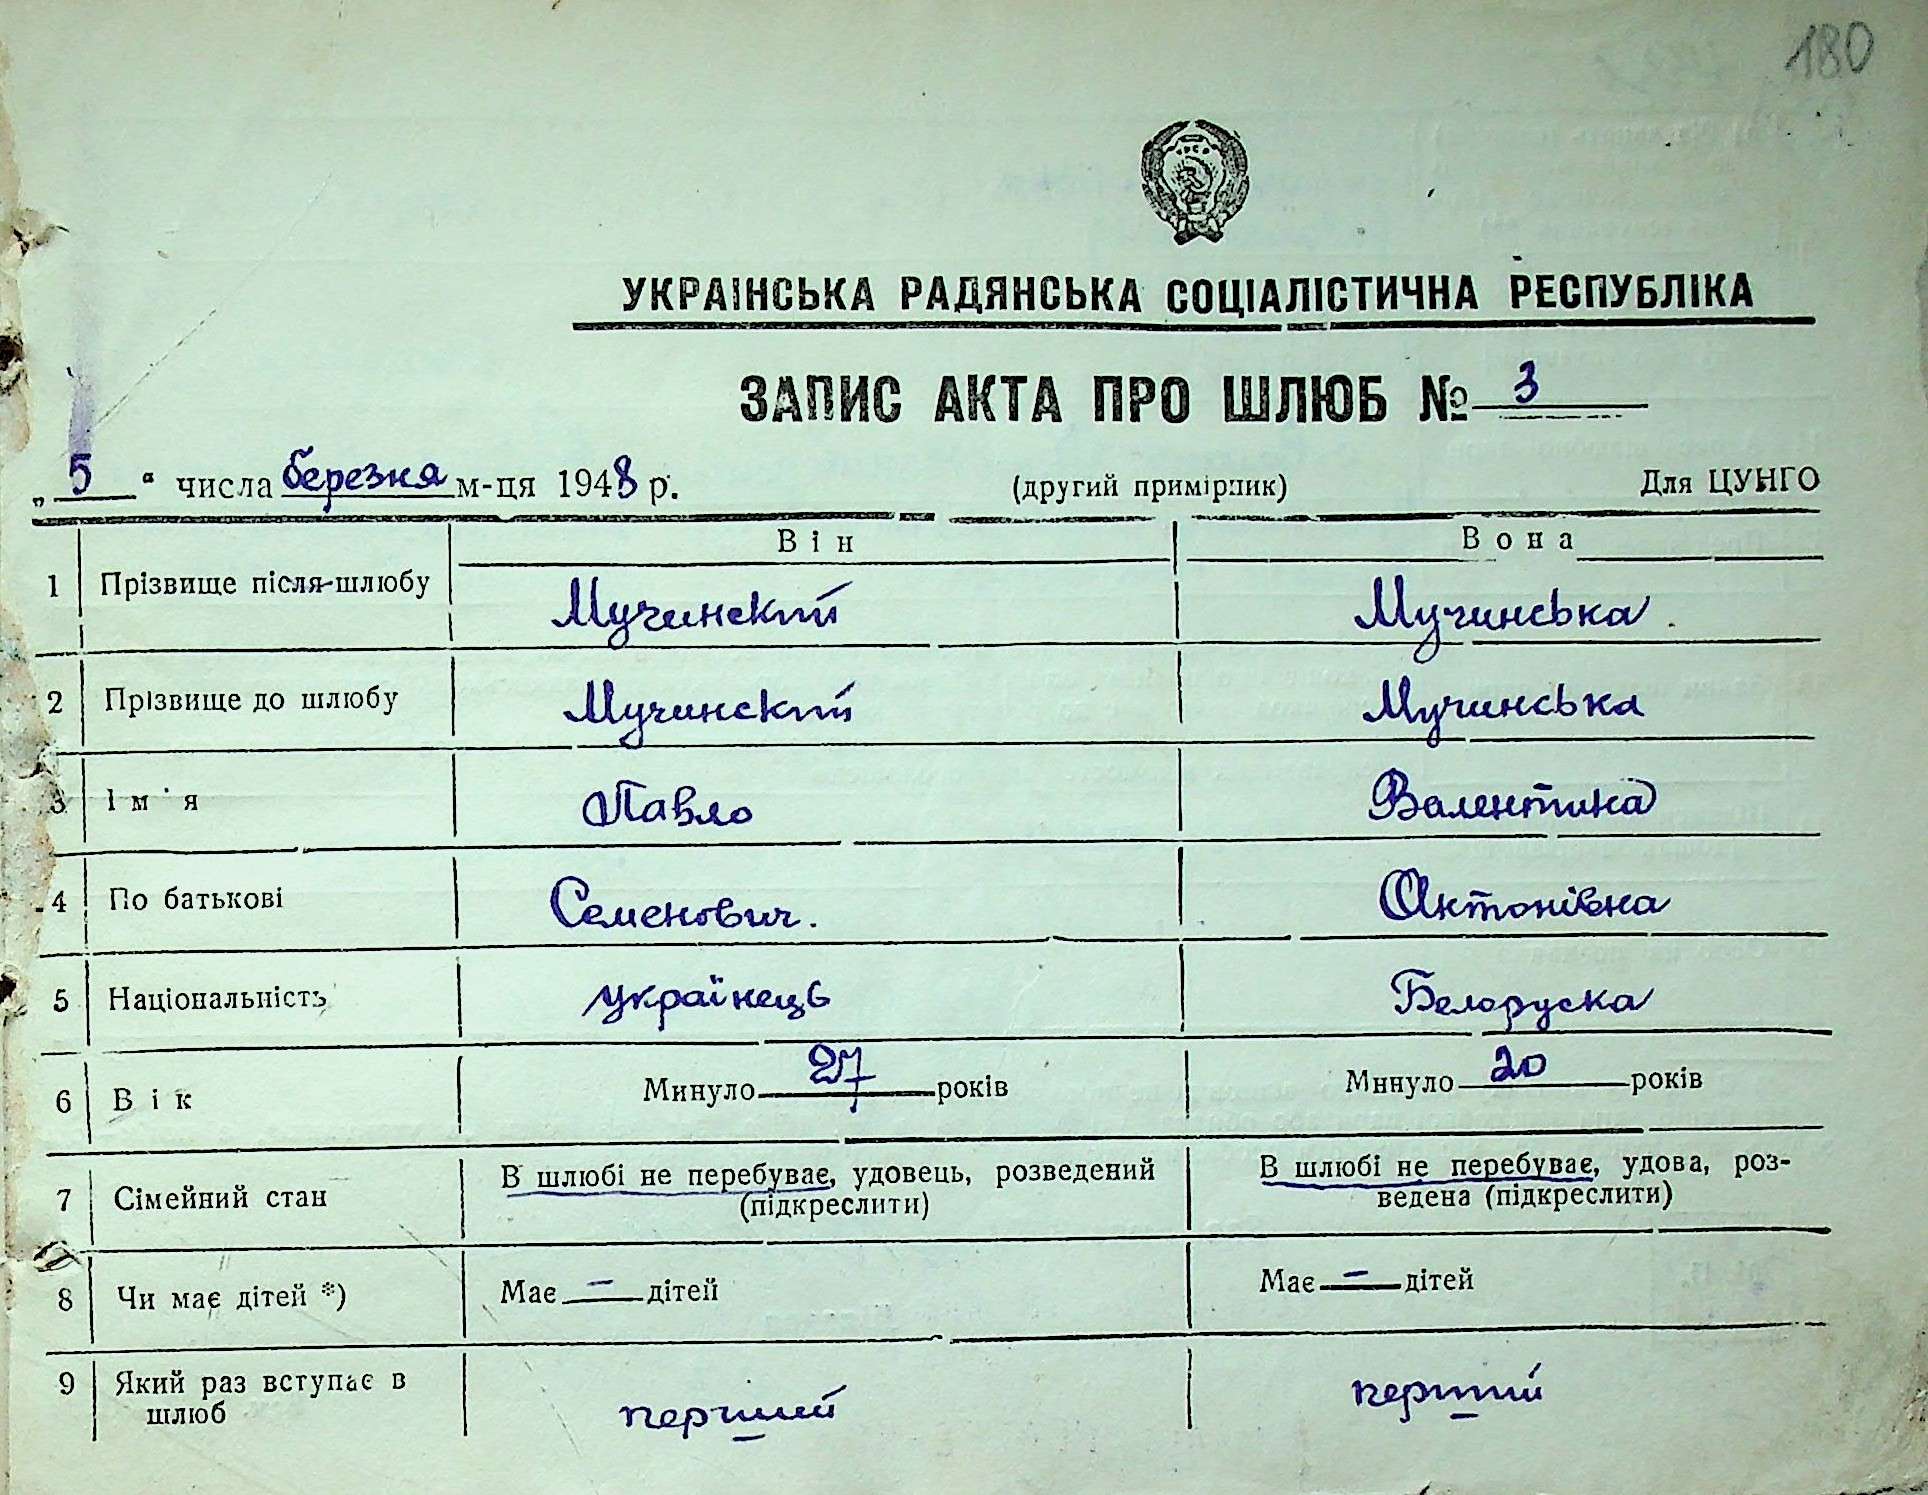 180
УРСР
УКРАЇНСЬКА РАДЯНСЬКА СОЦІАЛІСТИЧНА РЕСПУБЛІКА
ЗАПИС АКТА ПРО ШЛЮБ № 3
„5“ числа березня м-ця 1948 р. (другий примірник) Для ЦУНГО
Він Вона
1 Прізвище після шлюбу Мучинский Мучинська.
2 Прізвище до шлюбу Мучинский Мучинська
3 Ім'я Павло Валентина
4 По батькові Семенович. Антонівна
5 Національність українець Белоруска
6 Вік Минуло 27 років Минуло 20 років
7 Сімейний стан В шлюбі не перебуває, удовець, розведений (підкреслити) В шлюбі не перебуває, удова, роз-
ведена (підкреслити)
8 Чи має дітей *) Має — дітей Має — дітей
9 Який раз вступає в
шлюб перший перший